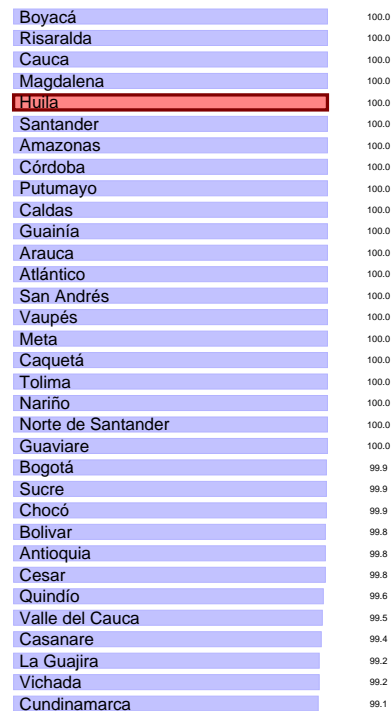 Boyacá 100.0
Risaralda 100.0
Cauca 100.0
Magdalena 100.0
Huila 100.0
Santander 100.0
Amazonas 100.0
Córdoba 100.0
Putumayo 100.0
Caldas 100.0
Guainía 100.0
Arauca 100.0
Atlántico 100.0
San Andrés 100.0
Vaupés 100.0
Meta 100.0
Caquetá 100.0
Tolima 100.0
Nariño 100.0
Norte de Santander 100.0
Guaviare 100.0
Bogotá 99.9
Sucre 99.9
Chocó 99.9
Bolivar 99.8
Antioquia 99.8
Cesar 99.8
Quindío 99.6
Valle del Cauca 99.5
Casanare 99.4
La Guajira 99.2
Vichada 99.2
Cundinamarca 99.1